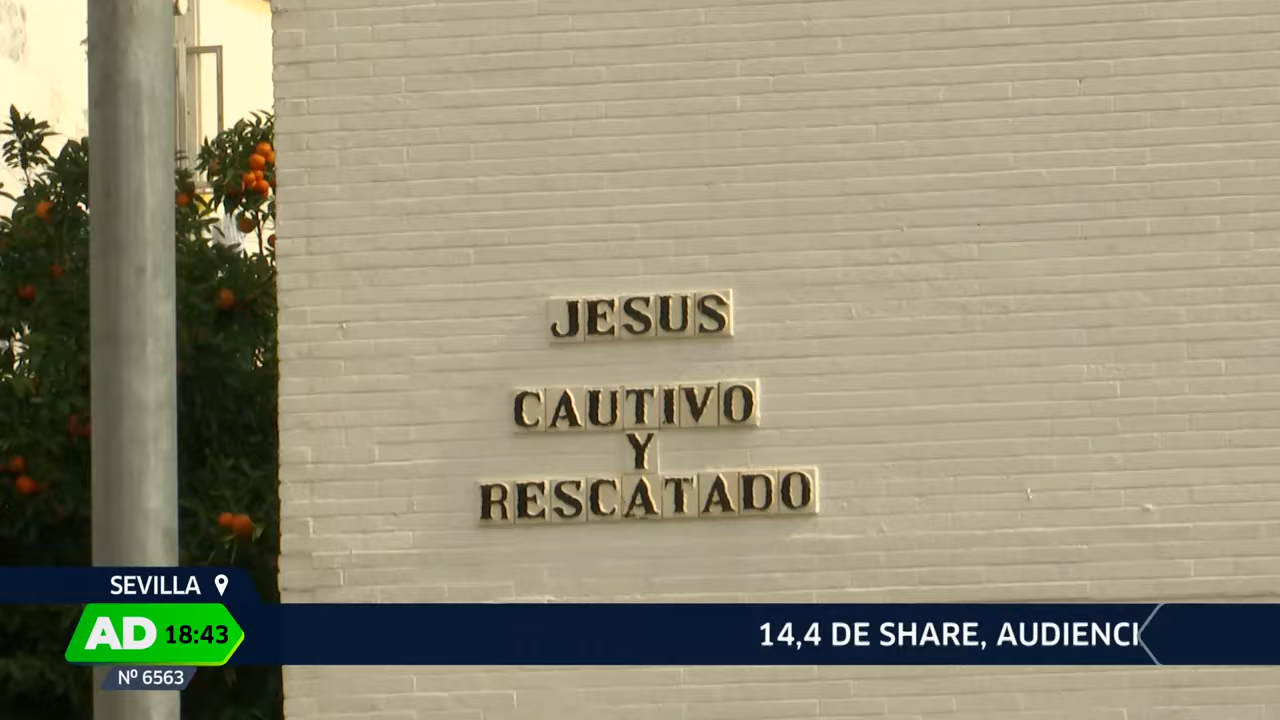 JESUS
CAUTIVO
Y
RESCATADO
SEVILLA
AD 18:43
14,4 DE SHARE, AUDIENCI
Nº 6563